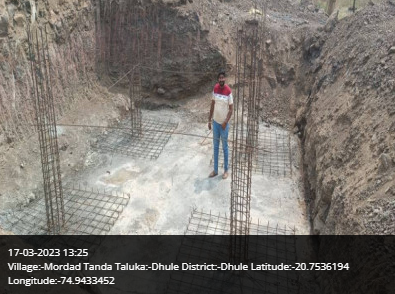 17-03-2023 13:25
Village:-Mordad Tanda Taluka:-Dhule District:-Dhule Latitude:-20.7536194
Longitude:-74.9433452